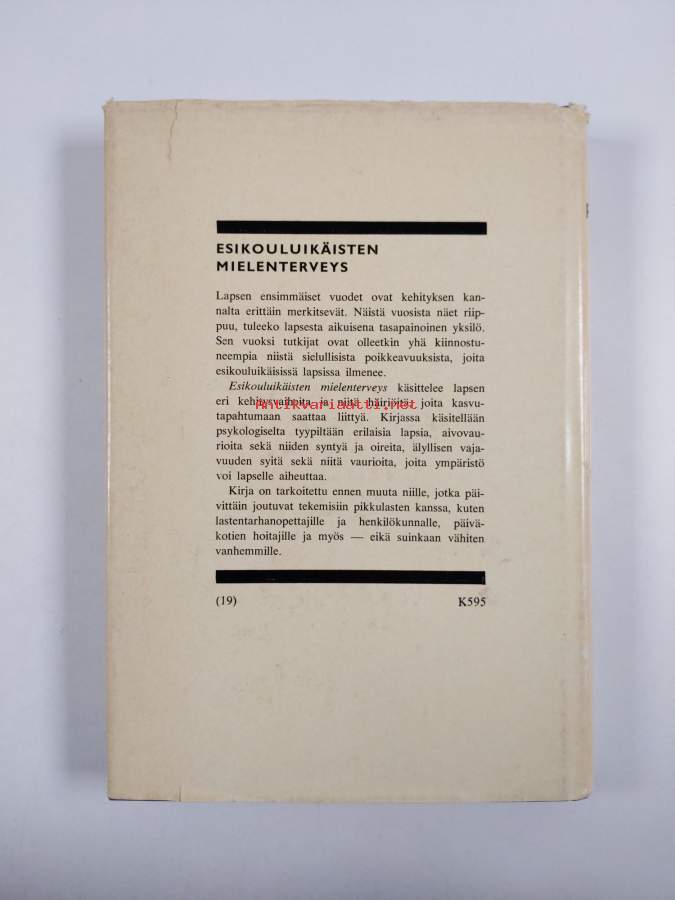 ESIKOULUIKÄISTEN
MIELENTERVEYS
Lapsen ensimmäiset vuodet ovat kehityksen kan-
nalta erittäin merkitsevät. Näistä vuosista näet riip-
puu, tuleeko lapsesta aikuisena tasapainoinen yksilö.
Sen vuoksi tutkijat ovat olleetkin yhä kiinnostu-
neempia niistä sielullisista poikkeavuuksista, joita
esikouluikäisissä lapsissa ilmenee.
Esikouluikäisten mielenterveys käsittelee lapsen
eri kehitysvaiheita ja niitä häiriöitä, joita kasvu-
Antikvariaatti.net
tapahtumaan saattaa liittyä. Kirjassa käsitellään
psykologiselta tyypiltään erilaisia lapsia, aivovau-
rioita sekä niiden syntyä ja oireita, älyllisen vaja-
vuuden syitä sekä niitä vaurioita, joita ympäristö
voi lapselle aiheuttaa.
Kirja on tarkoitettu ennen muuta niille, jotka päi-
vittäin joutuvat tekemisiin pikkulasten kanssa, kuten
lastentarhanopettajille ja henkilökunnalle, päivä-
kotien hoitajille ja myös — eikä suinkaan vähiten
vanhemmille.
(19) K595